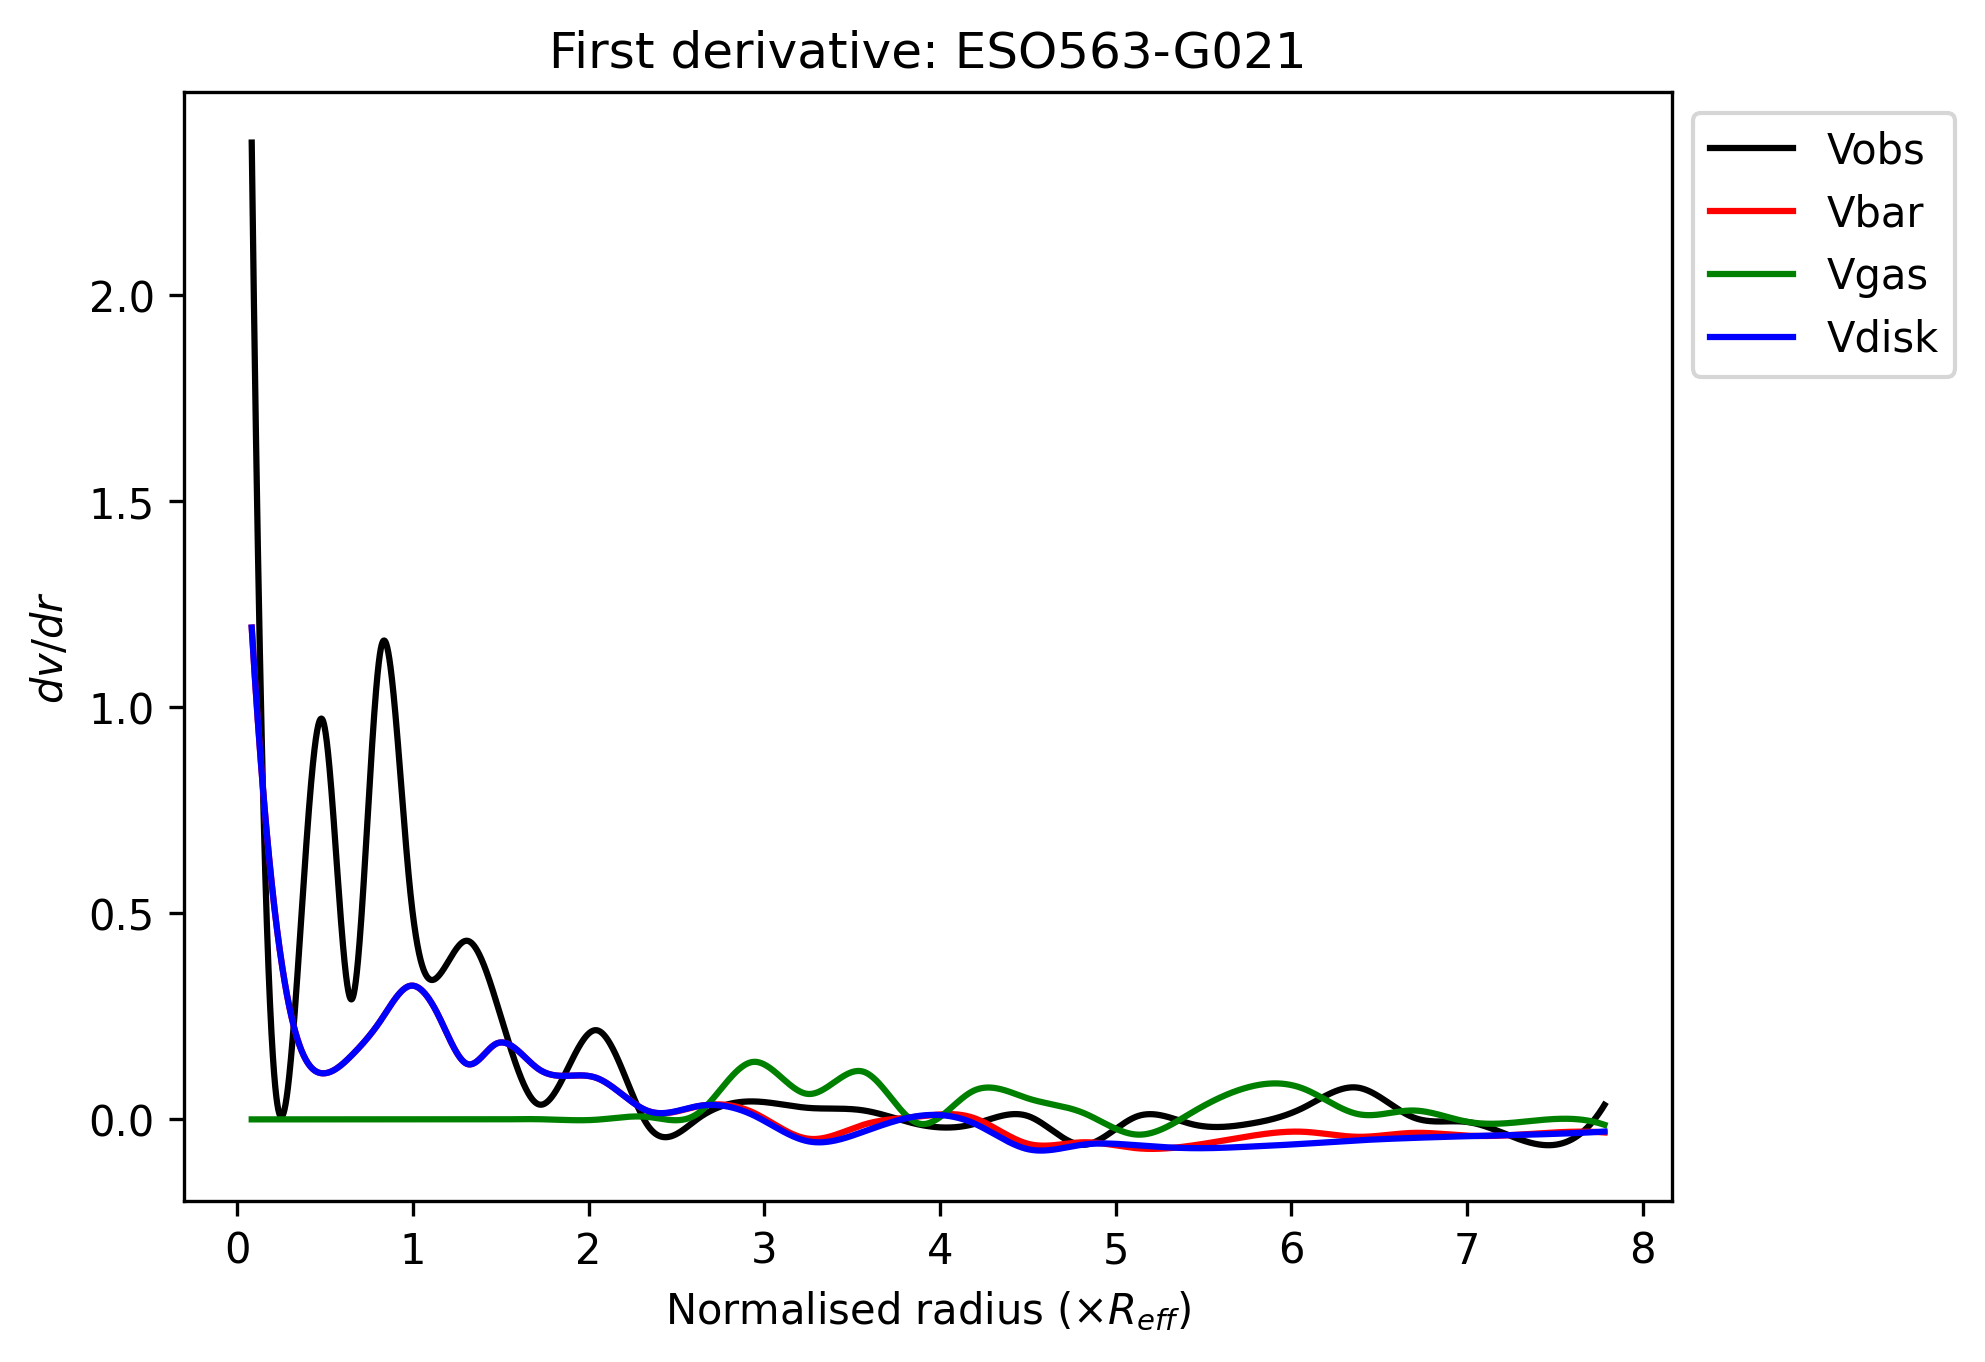 First derivative: ESO563-G021
Vobs
Vbar
Vgas
Vdisk
dv/dr
2.0
1.5
1.0
0.5
0.0
0 1 2 3 4 5 6 7 8
Normalised radius (×R_eff)